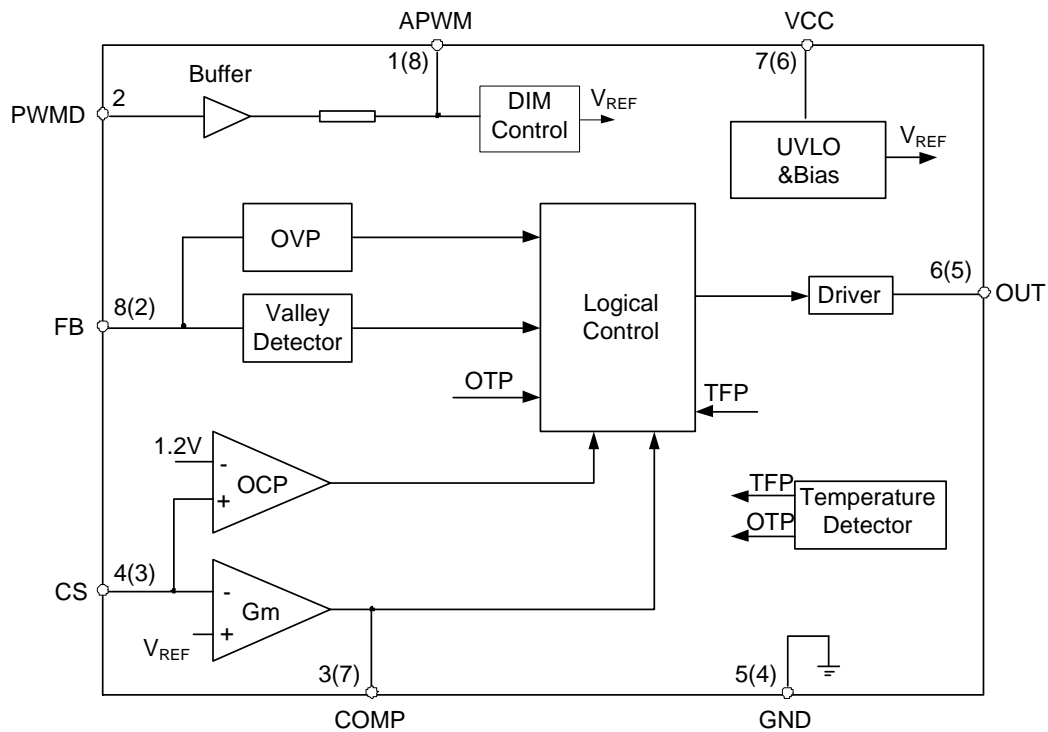 APWM
VCC
1(8)
7(6)
Buffer
PWMD
2
DIM
Control
VREF
UVLO
&Bias
VREF
OVP
6(5)
8(2)
FB
Valley
Detector
Logical
Control
Driver
OUT
OTP
TFP
1.2V
-
+
OCP
TFP
OTP
Temperature
Detector
4(3)
CS
-
+
Gm
VREF
3(7)
5(4)
COMP
GND